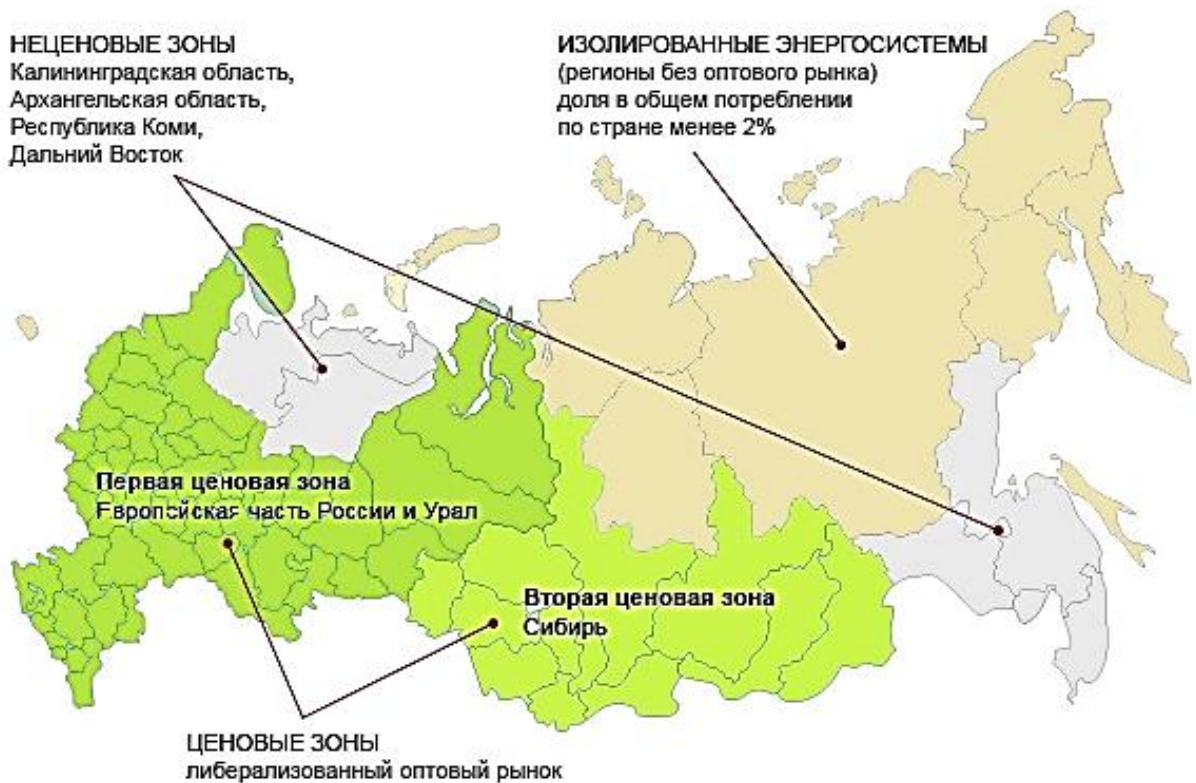 НЕЦЕНОВЫЕ ЗОНЫ
Калининградская область,
Архангельская область,
Республика Коми,
Дальний Восток
ИЗОЛИРОВАННЫЕ ЭНЕРГОСИСТЕМЫ
(регионы без оптового рынка)
доля в общем потреблении
по стране менее 2%
Первая ценовая зона
Европейская часть России и Урал
Вторая ценовая зона
Сибирь
ЦЕНОВЫЕ ЗОНЫ
либерализованный оптовый рынок